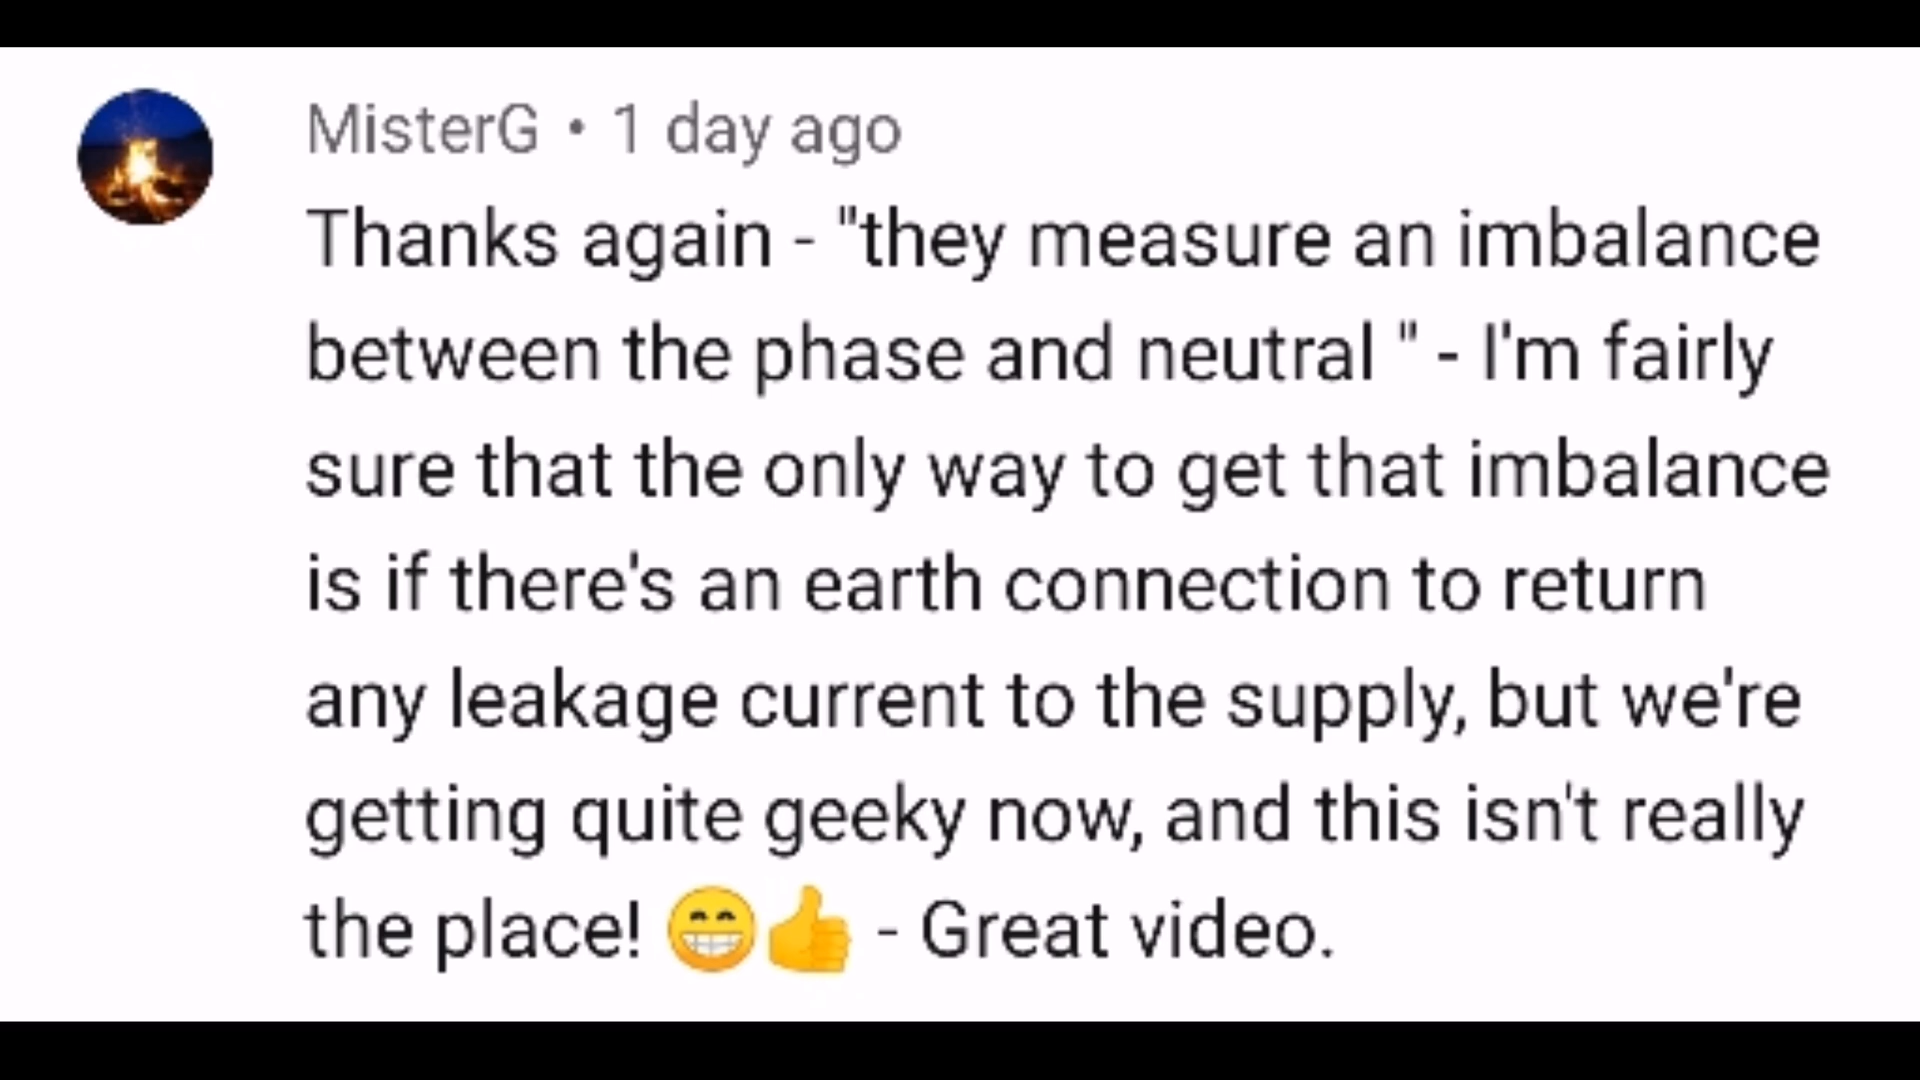 MisterG • 1 day ago
Thanks again - "they measure an imbalance
between the phase and neutral " - I'm fairly
sure that the only way to get that imbalance
is if there's an earth connection to return
any leakage current to the supply, but we're
getting quite geeky now, and this isn't really
the place! 😁👍 - Great video.